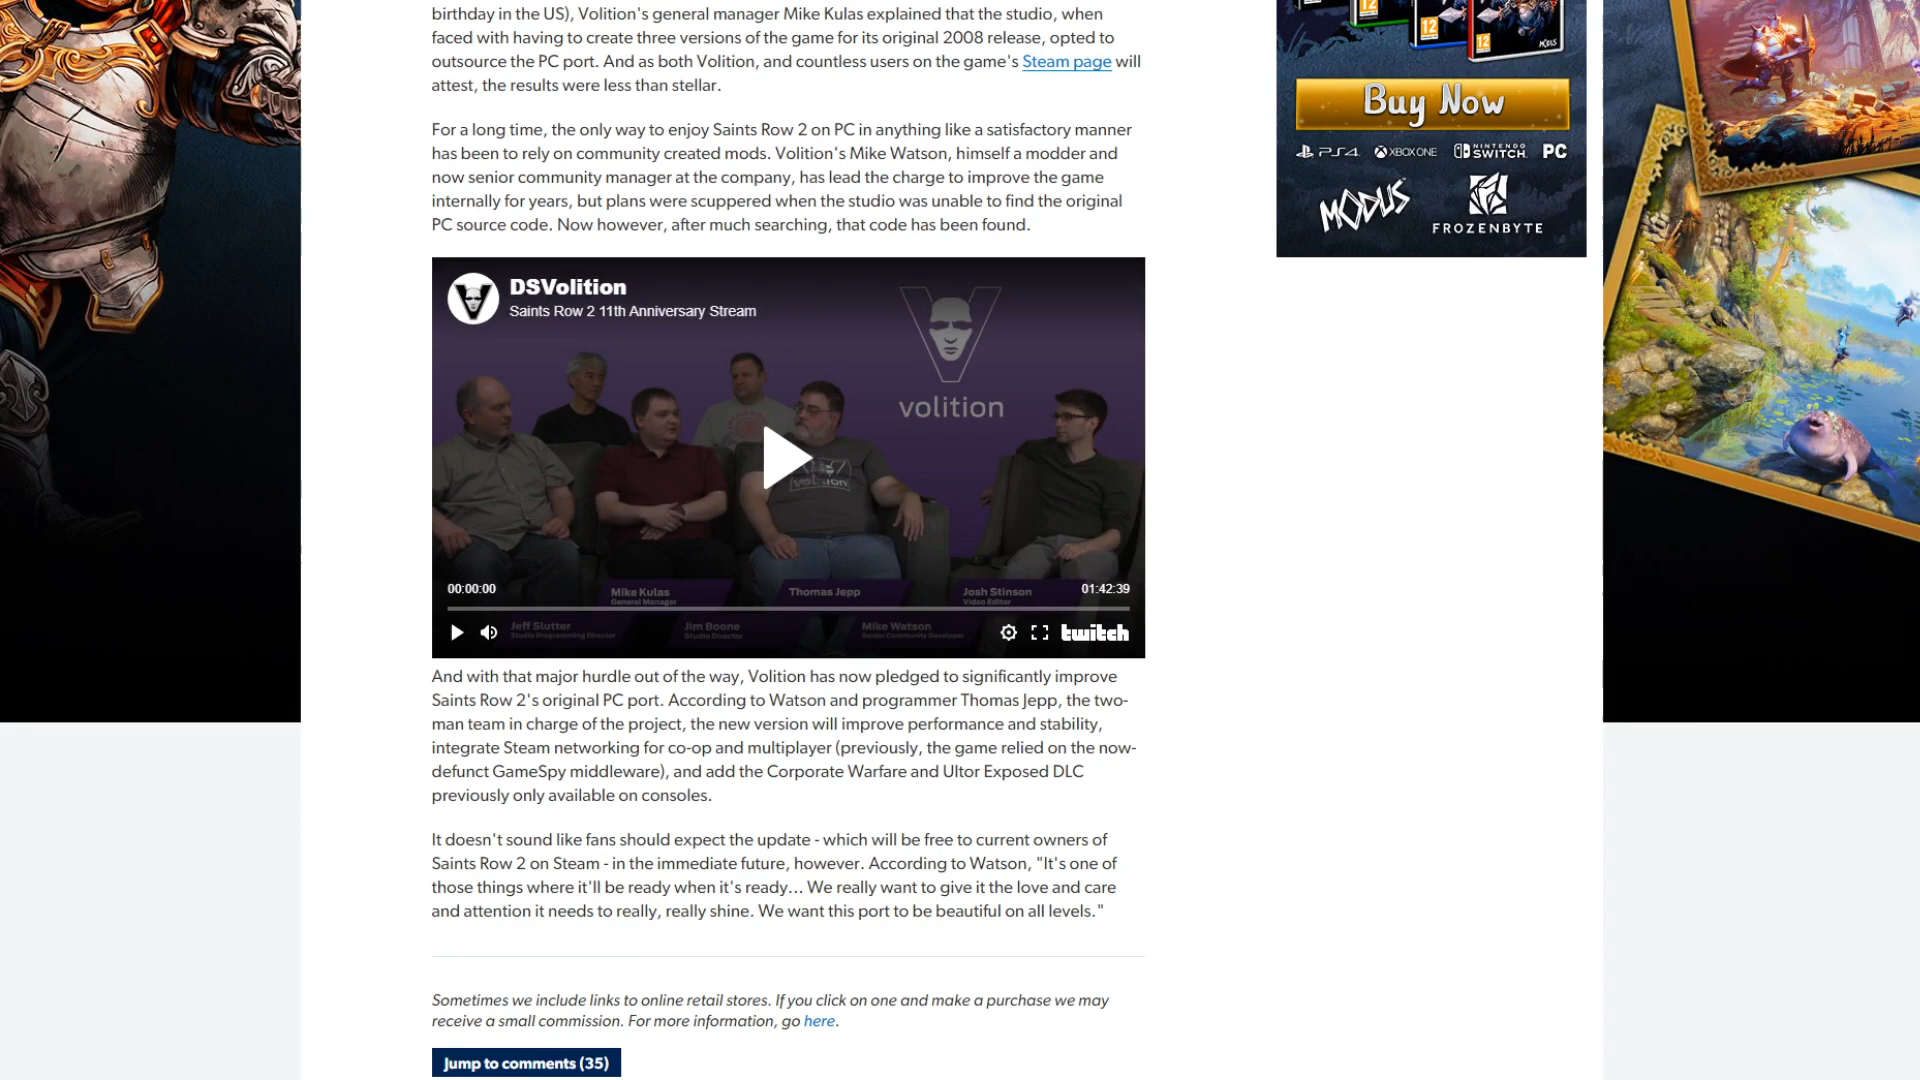 birthday in the US), Volition's general manager Mike Kulas explained that the studio, when
faced with having to create three versions of the game for its original 2008 release, opted to
outsource the PC port. And as both Volition, and countless users on the game's Steam page will
attest, the results were less than stellar.
For a long time, the only way to enjoy Saints Row 2 on PC in anything like a satisfactory manner
has been to rely on community created mods. Volition's Mike Watson, himself a modder and
now senior community manager at the company, has lead the charge to improve the game
internally for years, but plans were scuppered when the studio was unable to find the original
PC source code. Now however, after much searching, that code has been found.
DSVolition
Saints Row 2 11th Anniversary Stream
volition
volition
00:00:00
01:42:39
Mike Kulas
General Manager
Thomas Jepp
Josh Stinson
Video Editor
Jeff Slutter
Studio Programming Director
Jim Boone
Studio Director
Mike Watson
Senior Community Developer
twitch
And with that major hurdle out of the way, Volition has now pledged to significantly improve
Saints Row 2's original PC port. According to Watson and programmer Thomas Jepp, the two-
man team in charge of the project, the new version will improve performance and stability,
integrate Steam networking for co-op and multiplayer (previously, the game relied on the now-
defunct GameSpy middleware), and add the Corporate Warfare and Ultor Exposed DLC
previously only available on consoles.
It doesn't sound like fans should expect the update - which will be free to current owners of
Saints Row 2 on Steam - in the immediate future, however. According to Watson, "It's one of
those things where it'll be ready when it's ready... We really want to give it the love and care
and attention it needs to really, really shine. We want this port to be beautiful on all levels."
Sometimes we include links to online retail stores. If you click on one and make a purchase we may
receive a small commission. For more information, go here.
Jump to comments (35)
12
12
12
MODUS
Buy Now
PS4 XBOX ONE NINTENDO SWITCH PC
MODUS
FROZENBYTE